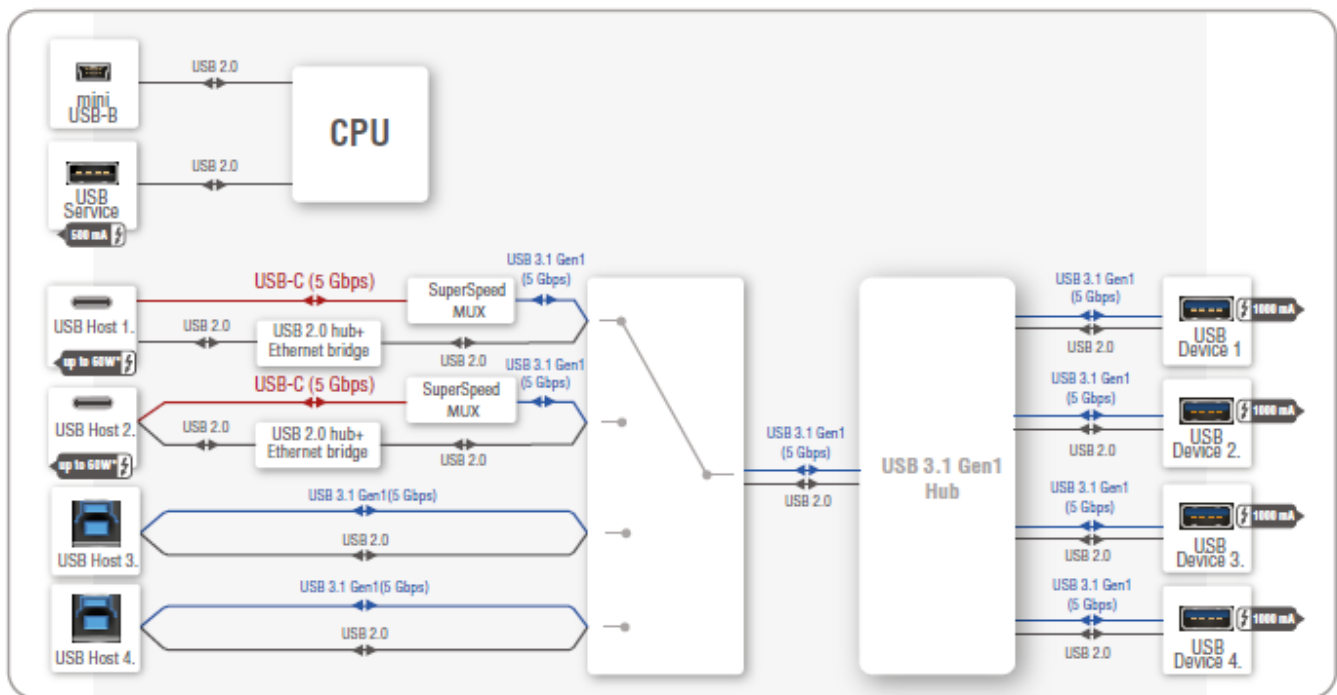 mini
USB-B
USB 2.0
CPU
USB
Service
500 mA
USB 2.0
USB Host 1.
up to 60W*
USB-C (5 Gbps)
SuperSpeed
MUX
USB 3.1 Gen1
(5 Gbps)
USB 2.0
USB 2.0 hub+
Ethernet bridge
USB 2.0
USB Host 2.
up to 60W*
USB-C (5 Gbps)
SuperSpeed
MUX
USB 3.1 Gen1
(5 Gbps)
USB 2.0
USB 2.0 hub+
Ethernet bridge
USB 2.0
USB Host 3.
USB 3.1 Gen1(5 Gbps)
USB 2.0
USB Host 4.
USB 3.1 Gen1(5 Gbps)
USB 2.0
USB 3.1 Gen1
(5 Gbps)
USB 2.0
USB 3.1 Gen1
Hub
USB 3.1 Gen1
(5 Gbps)
USB 2.0
USB
Device 1
1000 mA
USB 3.1 Gen1
(5 Gbps)
USB 2.0
USB
Device 2.
1000 mA
USB 3.1 Gen1
(5 Gbps)
USB 2.0
USB
Device 3.
1000 mA
USB 3.1 Gen1
(5 Gbps)
USB 2.0
USB
Device 4.
1000 mA